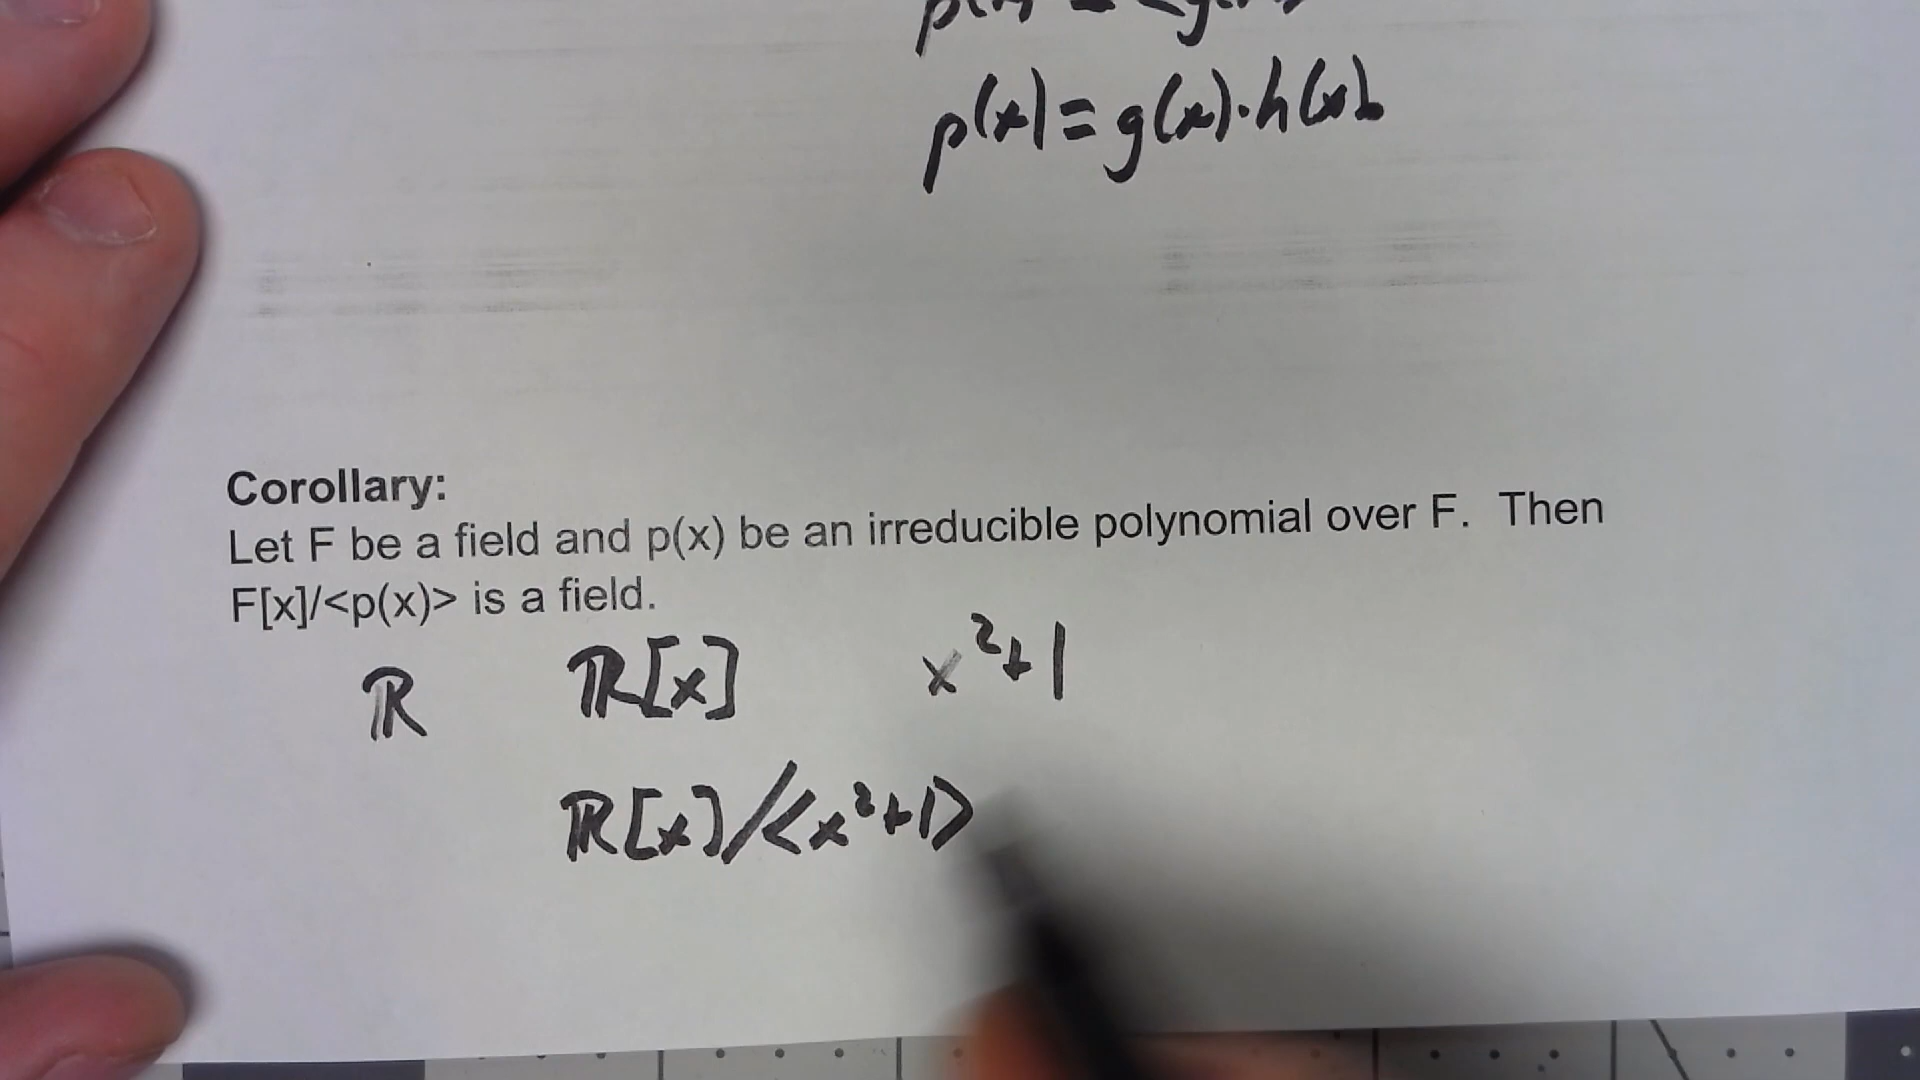 p(x) = g(x)·h(x)
Corollary:
Let F be a field and p(x) be an irreducible polynomial over F. Then
F[x]/<p(x)> is a field.
ℝ ℝ[x] x²+1
ℝ[x]/<x²+1>